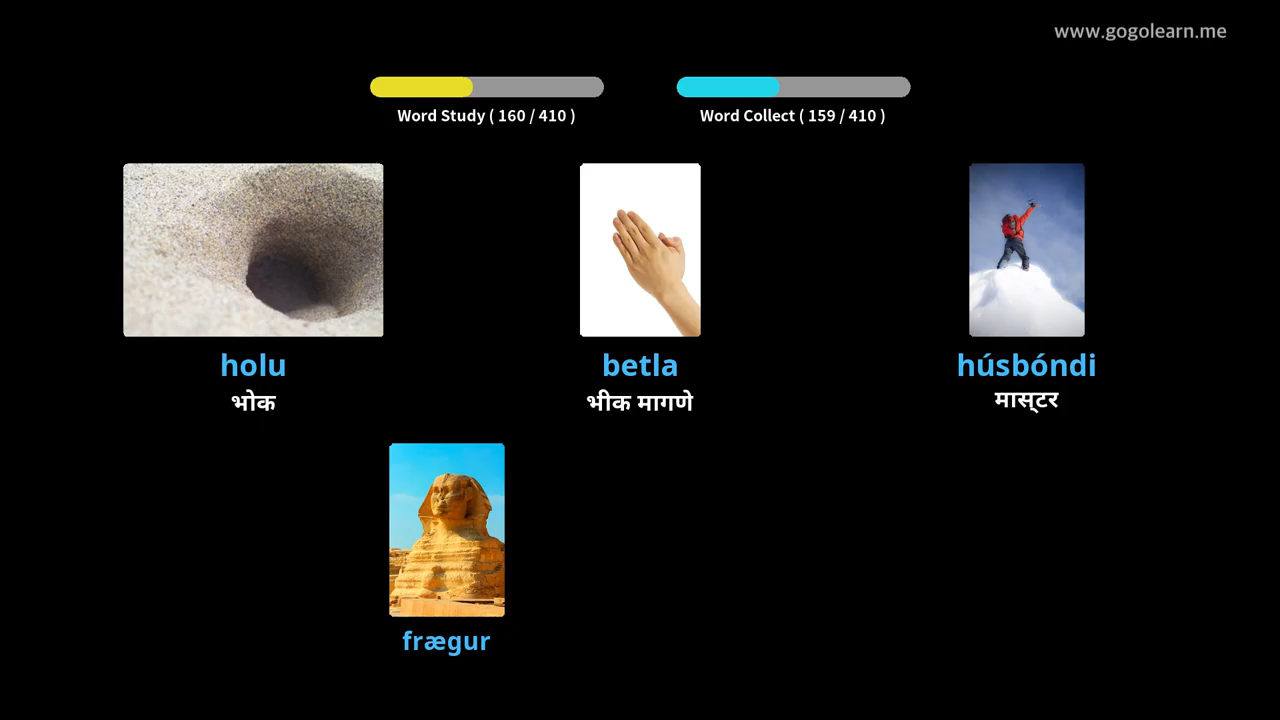 www.gogolearn.me
Word Study ( 160 / 410 )
Word Collect ( 159 / 410 )
holu
betla
húsbóndi
भोक
भीक मागणे
मास्टर
frægur